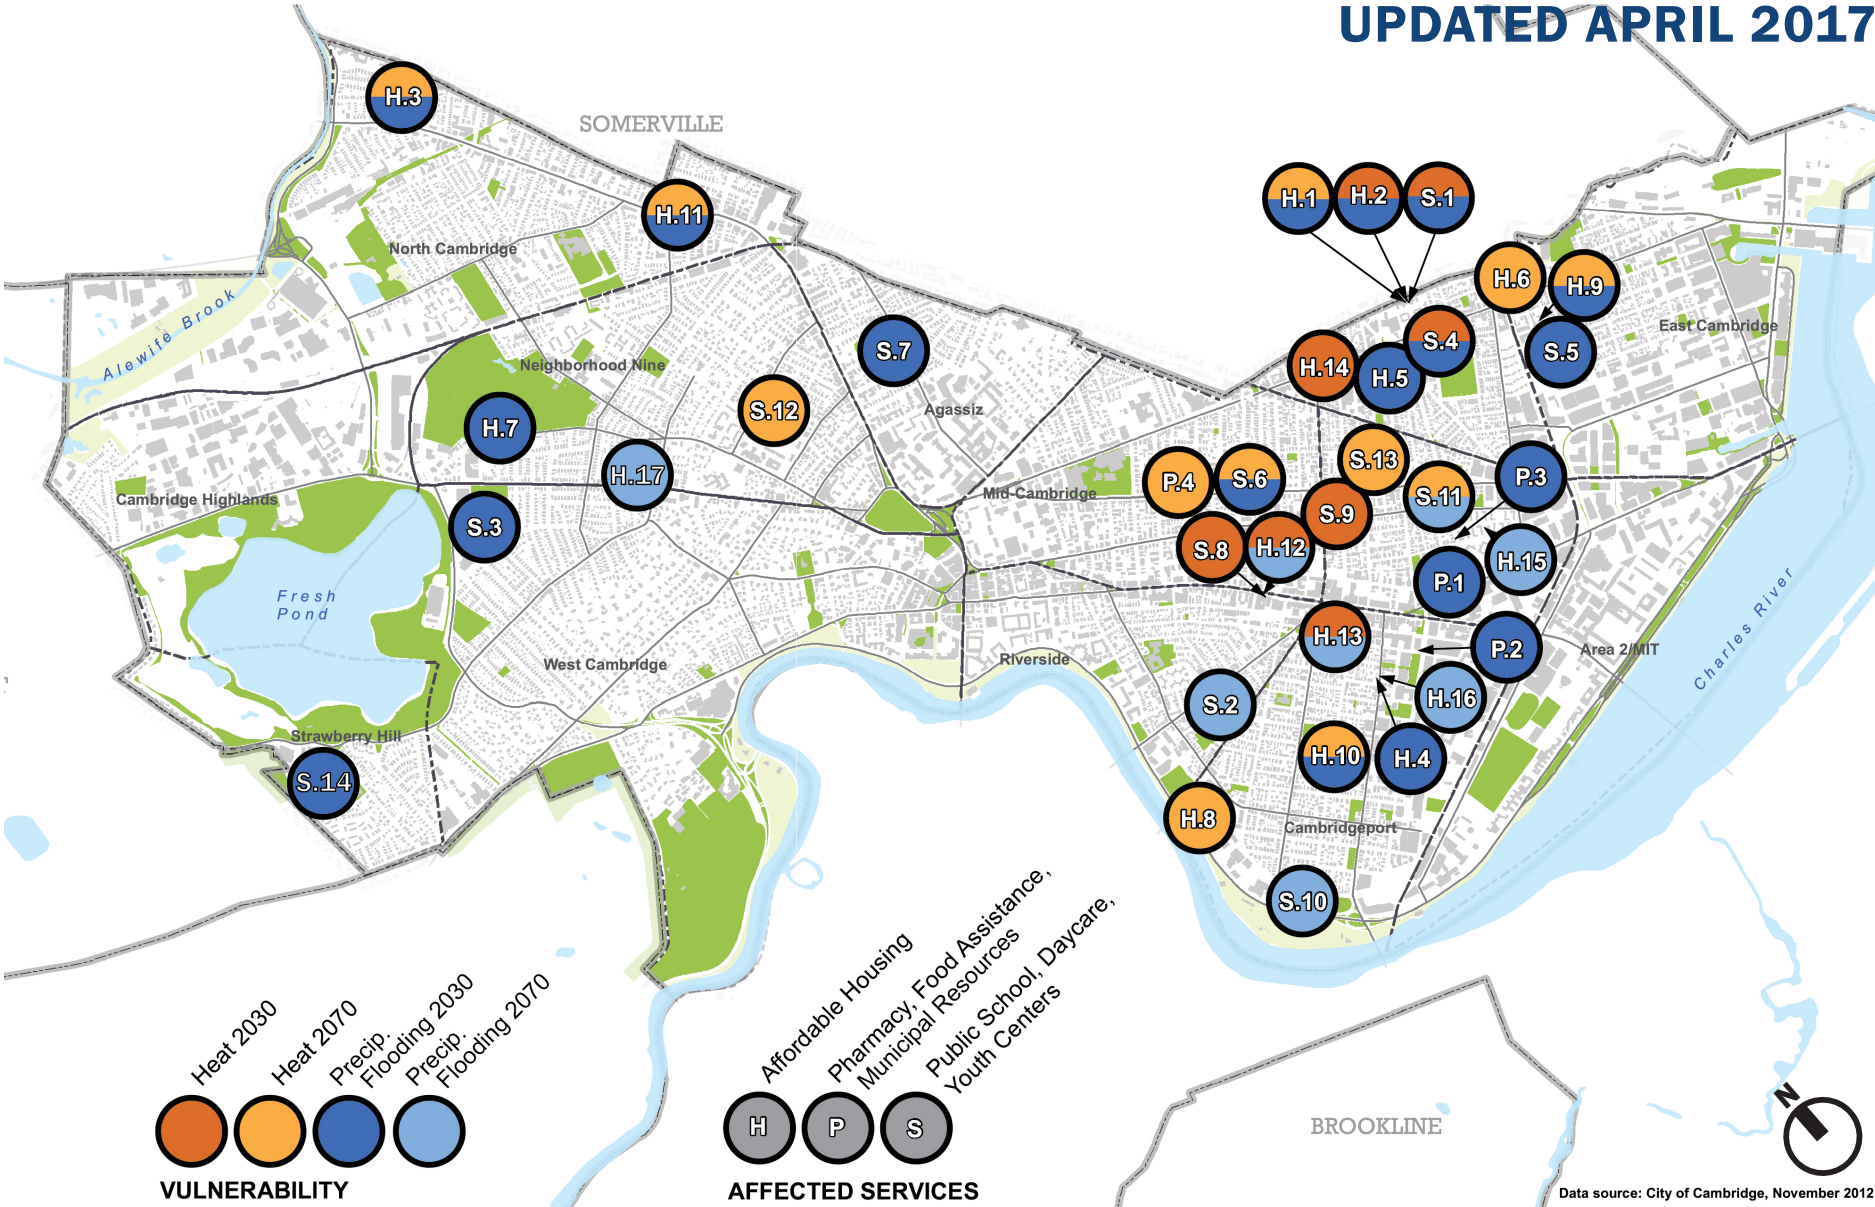 UPDATED APRIL 2017
H.3
SOMERVILLE
H.11
H.1
H.2
S.1
North Cambridge
H.6
H.9
Alewife Brook
East Cambridge
S.7
S.4
S.5
H.14
H.5
Neighborhood Nine
S.12
Agassiz
H.7
H.17
Cambridge Highlands
Mid-Cambridge
P.4
S.6
S.13
S.11
P.3
S.3
S.9
S.8
H.12
H.15
P.1
Fresh
Pond
H.13
P.2
West Cambridge
Riverside
Area 2/MIT
Charles River
S.2
H.16
Strawberry Hill
H.10
H.4
S.14
H.8
Cambridgeport
S.10
Heat 2030
Heat 2070
Precip.
Flooding 2030
Precip.
Flooding 2070
VULNERABILITY
Affordable Housing
Pharmacy, Food Assistance,
Municipal Resources
Public School, Daycare,
Youth Centers
H
P
S
AFFECTED SERVICES
BROOKLINE
N
Data source: City of Cambridge, November 2012